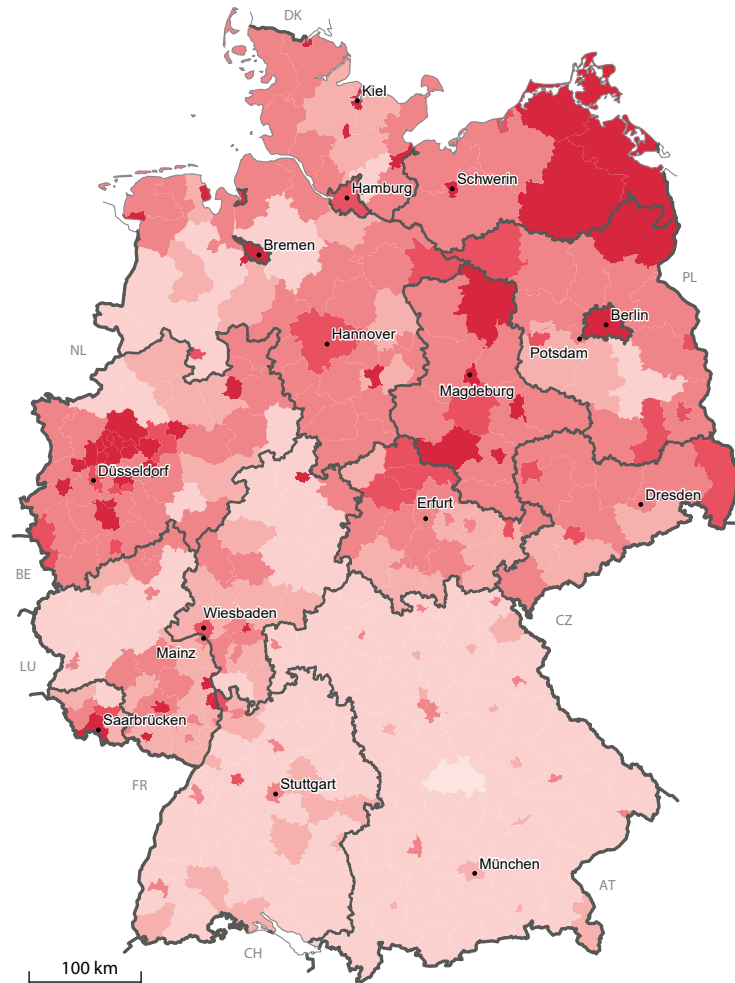 DK
Kiel
Hamburg
Schwerin
Bremen
PL
Berlin
Hannover
NL
Potsdam
Magdeburg
Düsseldorf
Dresden
Erfurt
BE
Wiesbaden
CZ
Mainz
LU
Saarbrücken
FR
Stuttgart
München
AT
CH
100 km